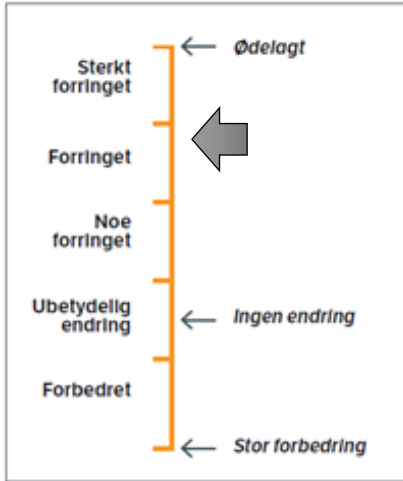 Ødelagt
Sterkt
forringet
Forringet
Noe
forringet
Ubetydelig
endring
Ingen endring
Forbedret
Stor forbedring